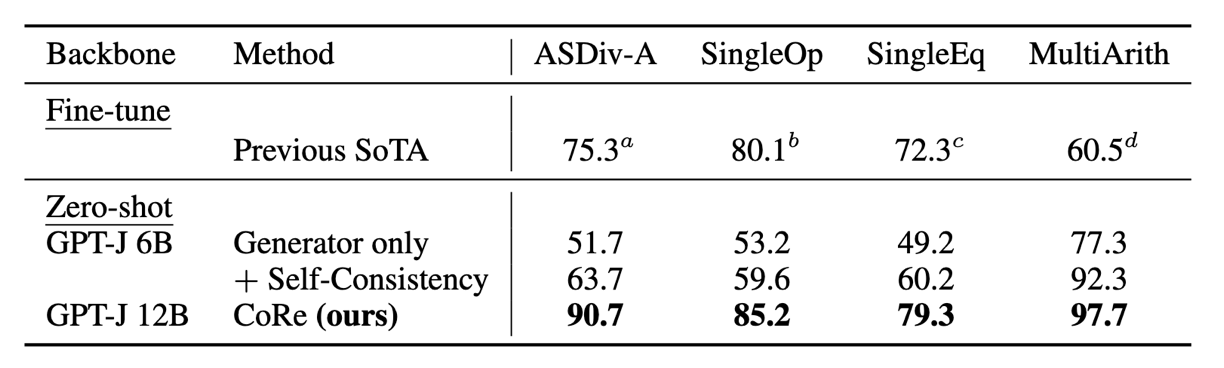 Backbone Method ASDiv-A SingleOp SingleEq MultiArith
Fine-tune
Previous SoTA 75.3^a 80.1^b 72.3^c 60.5^d
Zero-shot
GPT-J 6B Generator only 51.7 53.2 49.2 77.3
+ Self-Consistency 63.7 59.6 60.2 92.3
GPT-J 12B CoRe (ours) 90.7 85.2 79.3 97.7